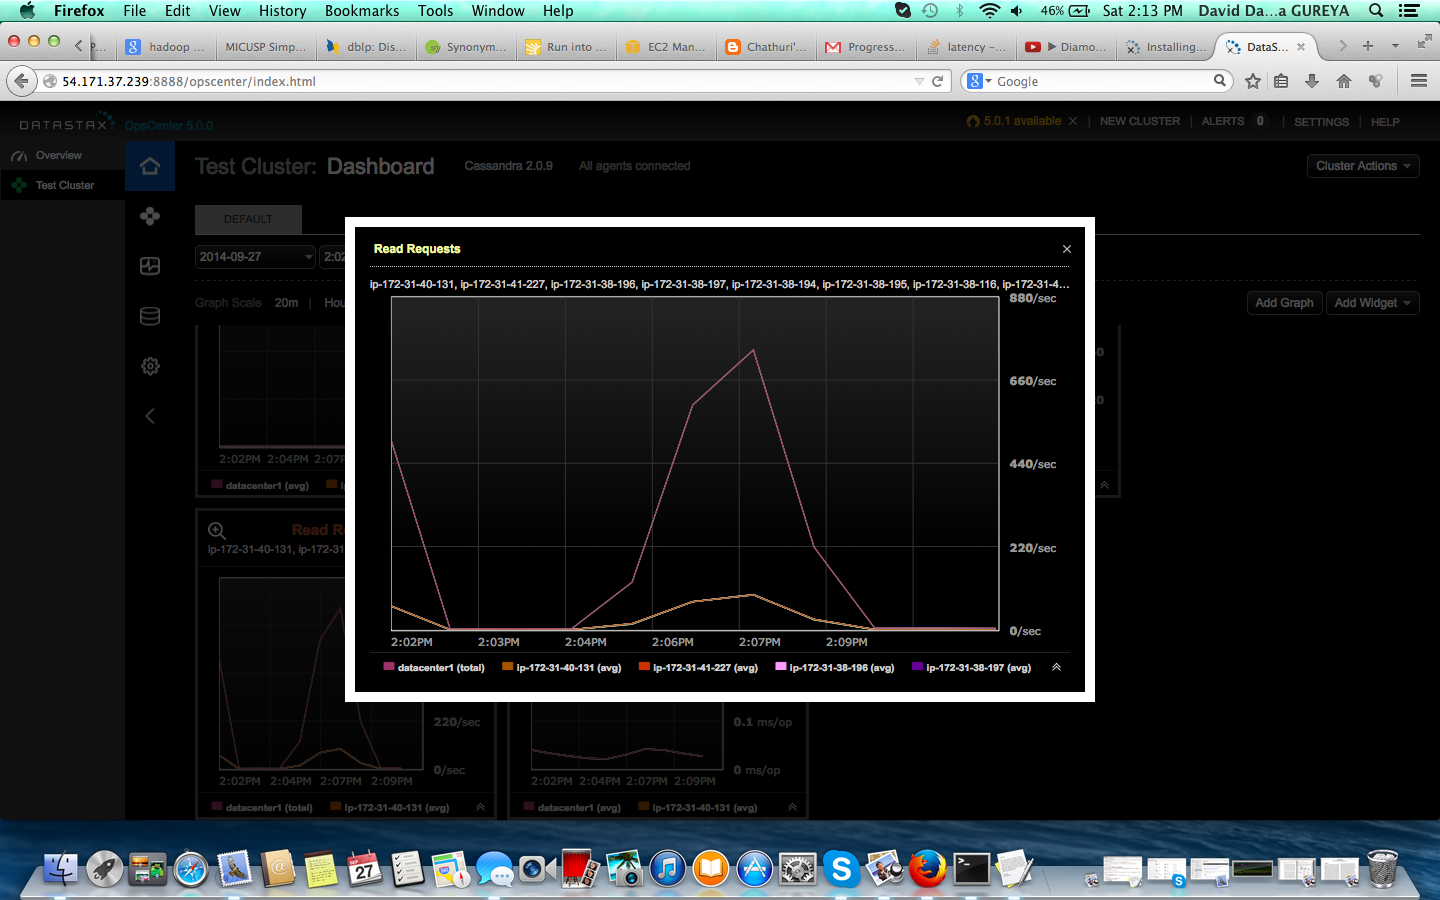 Firefox File Edit View History Bookmarks Tools Window Help 46% Sat 2:13 PM David Da...a GUREYA
P... hadoop ... MICUSP Simp... dblp: Dis... Synonym... Run into ... EC2 Man... Chathuri'... Progress... latency –... ▶ Diamo... Installing... DataS...
54.171.37.239:8888/opscenter/index.html Google
DATASTAX OpsCenter 5.0.0 5.0.1 available × | NEW CLUSTER | ALERTS 0 | SETTINGS | HELP
Overview
Test Cluster
Test Cluster: Dashboard Cassandra 2.0.9 All agents connected Cluster Actions
DEFAULT
2014-09-27 2:02
Graph Scale 20m | Hou Add Graph Add Widget
Read Requests ×
ip-172-31-40-131, ip-172-31-41-227, ip-172-31-38-196, ip-172-31-38-197, ip-172-31-38-194, ip-172-31-38-195, ip-172-31-38-116, ip-172-31-4...
880/sec
660/sec
440/sec
220/sec
0/sec
2:02PM 2:03PM 2:04PM 2:06PM 2:07PM 2:09PM
datacenter1 (total) ip-172-31-40-131 (avg) ip-172-31-41-227 (avg) ip-172-31-38-196 (avg) ip-172-31-38-197 (avg)
2:02PM 2:04PM 2:07P
datacenter1 (avg)
Read R
ip-172-31-40-131, ip-172-31
220/sec
0/sec
2:02PM 2:04PM 2:07PM 2:09PM
datacenter1 (total) ip-172-31-40-131 (avg)
0.1 ms/op
0 ms/op
2:02PM 2:04PM 2:07PM 2:09PM
datacenter1 (avg) ip-172-31-40-131 (avg)
SEP
27